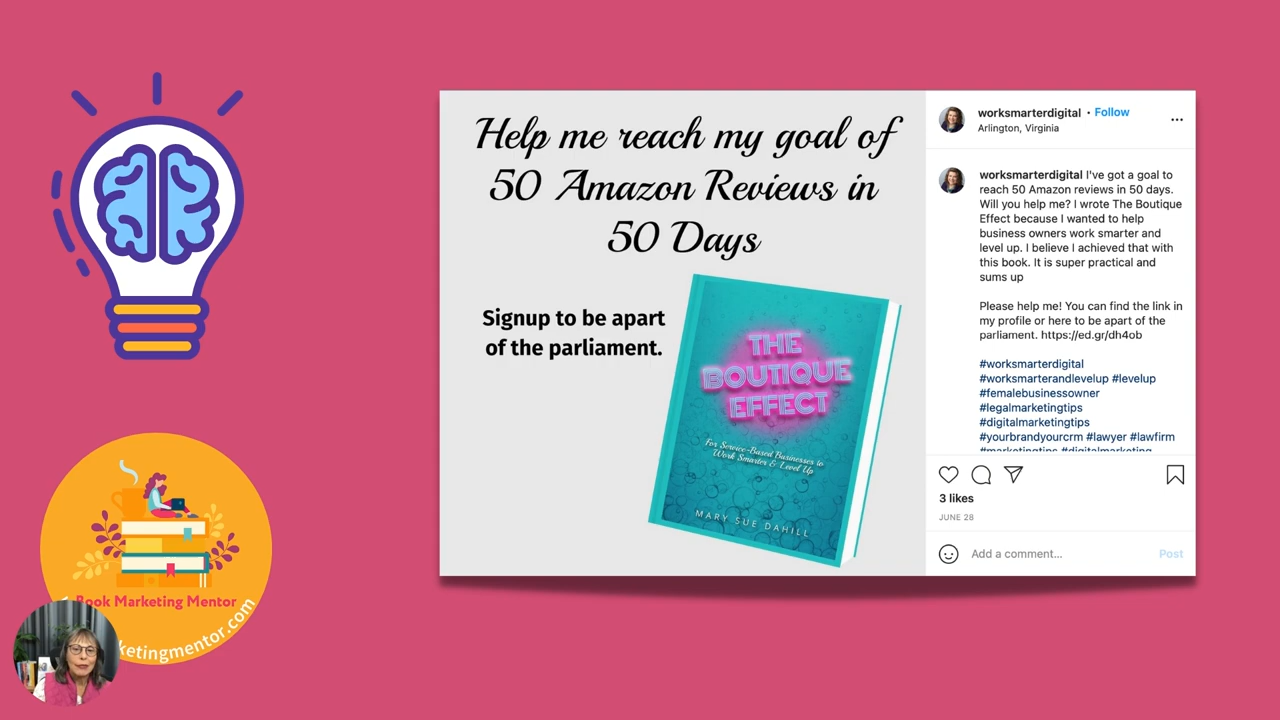 Help me reach my goal of
50 Amazon Reviews in
50 Days
Signup to be apart
of the parliament.
THE
BOUTIQUE
EFFECT
For Service-Based Businesses to
Work Smarter & Level Up
MARY SUE DAHILL
worksmarterdigital • Follow
Arlington, Virginia
worksmarterdigital I've got a goal to
reach 50 Amazon reviews in 50 days.
Will you help me? I wrote The Boutique
Effect because I wanted to help
business owners work smarter and
level up. I believe I achieved that with
this book. It is super practical and
sums up
Please help me! You can find the link in
my profile or here to be apart of the
parliament. https://ed.gr/dh4ob
#worksmarterdigital
#worksmarterandlevelup #levelup
#femalebusinessowner
#legalmarketingtips
#digitalmarketingtips
#yourbrandyourcrm #lawyer #lawfirm
#marketingtips #digitalmarketing
3 likes
JUNE 28
Add a comment... Post
Book Marketing Mentor
rketingmentor.com